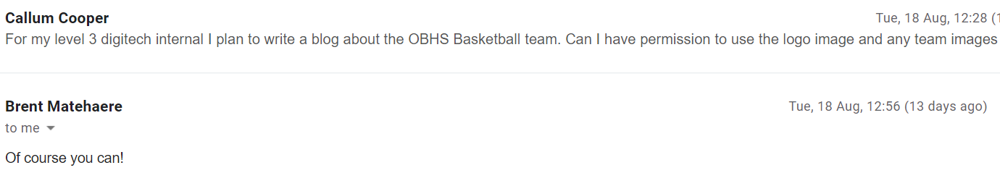 Callum Cooper Tue, 18 Aug, 12:28 (1
For my level 3 digitech internal I plan to write a blog about the OBHS Basketball team. Can I have permission to use the logo image and any team images
Brent Matehaere Tue, 18 Aug, 12:56 (13 days ago)
to me
Of course you can!